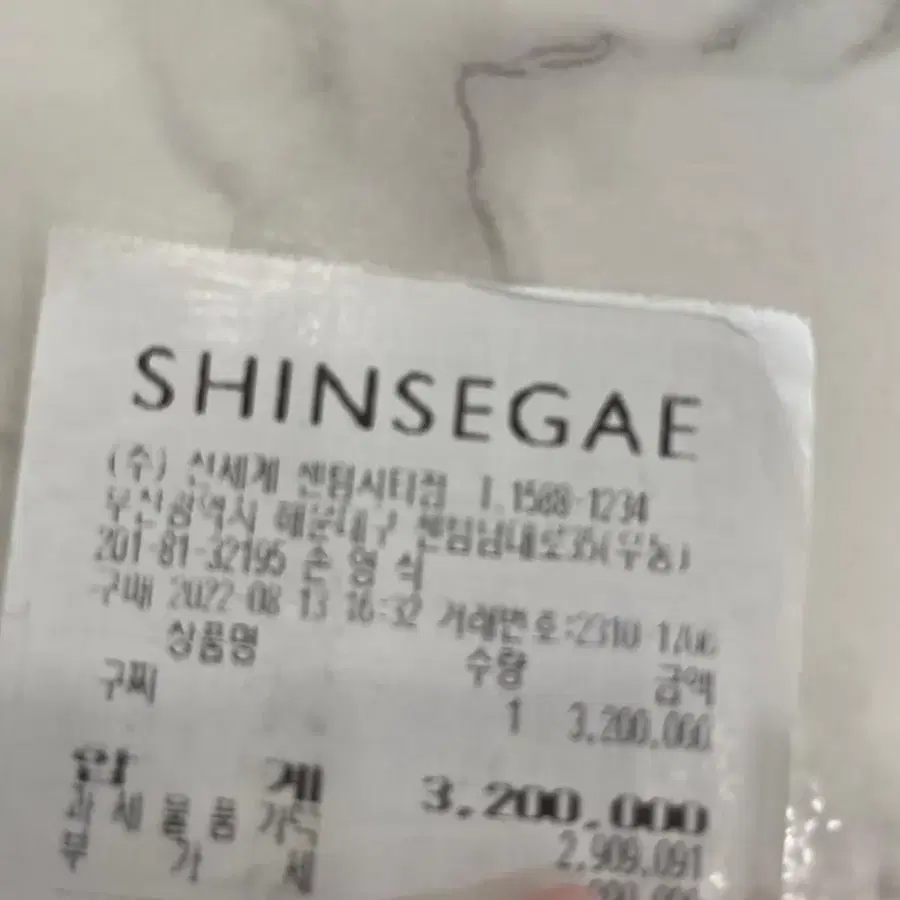 SHINSEGAE
(주) 신세계 센텀시티점 T.1588-1234
부산광역시 해운대구 센텀남대로35(우동)
201-81-32195 손 영 식
구매 2022-08-13 16:32 거래번호:2310
상품명 수량 금액
구찌
1 3,200,000
합 계 3,200,000
과 세 물 품 가 액 2,909,091
부 가 세